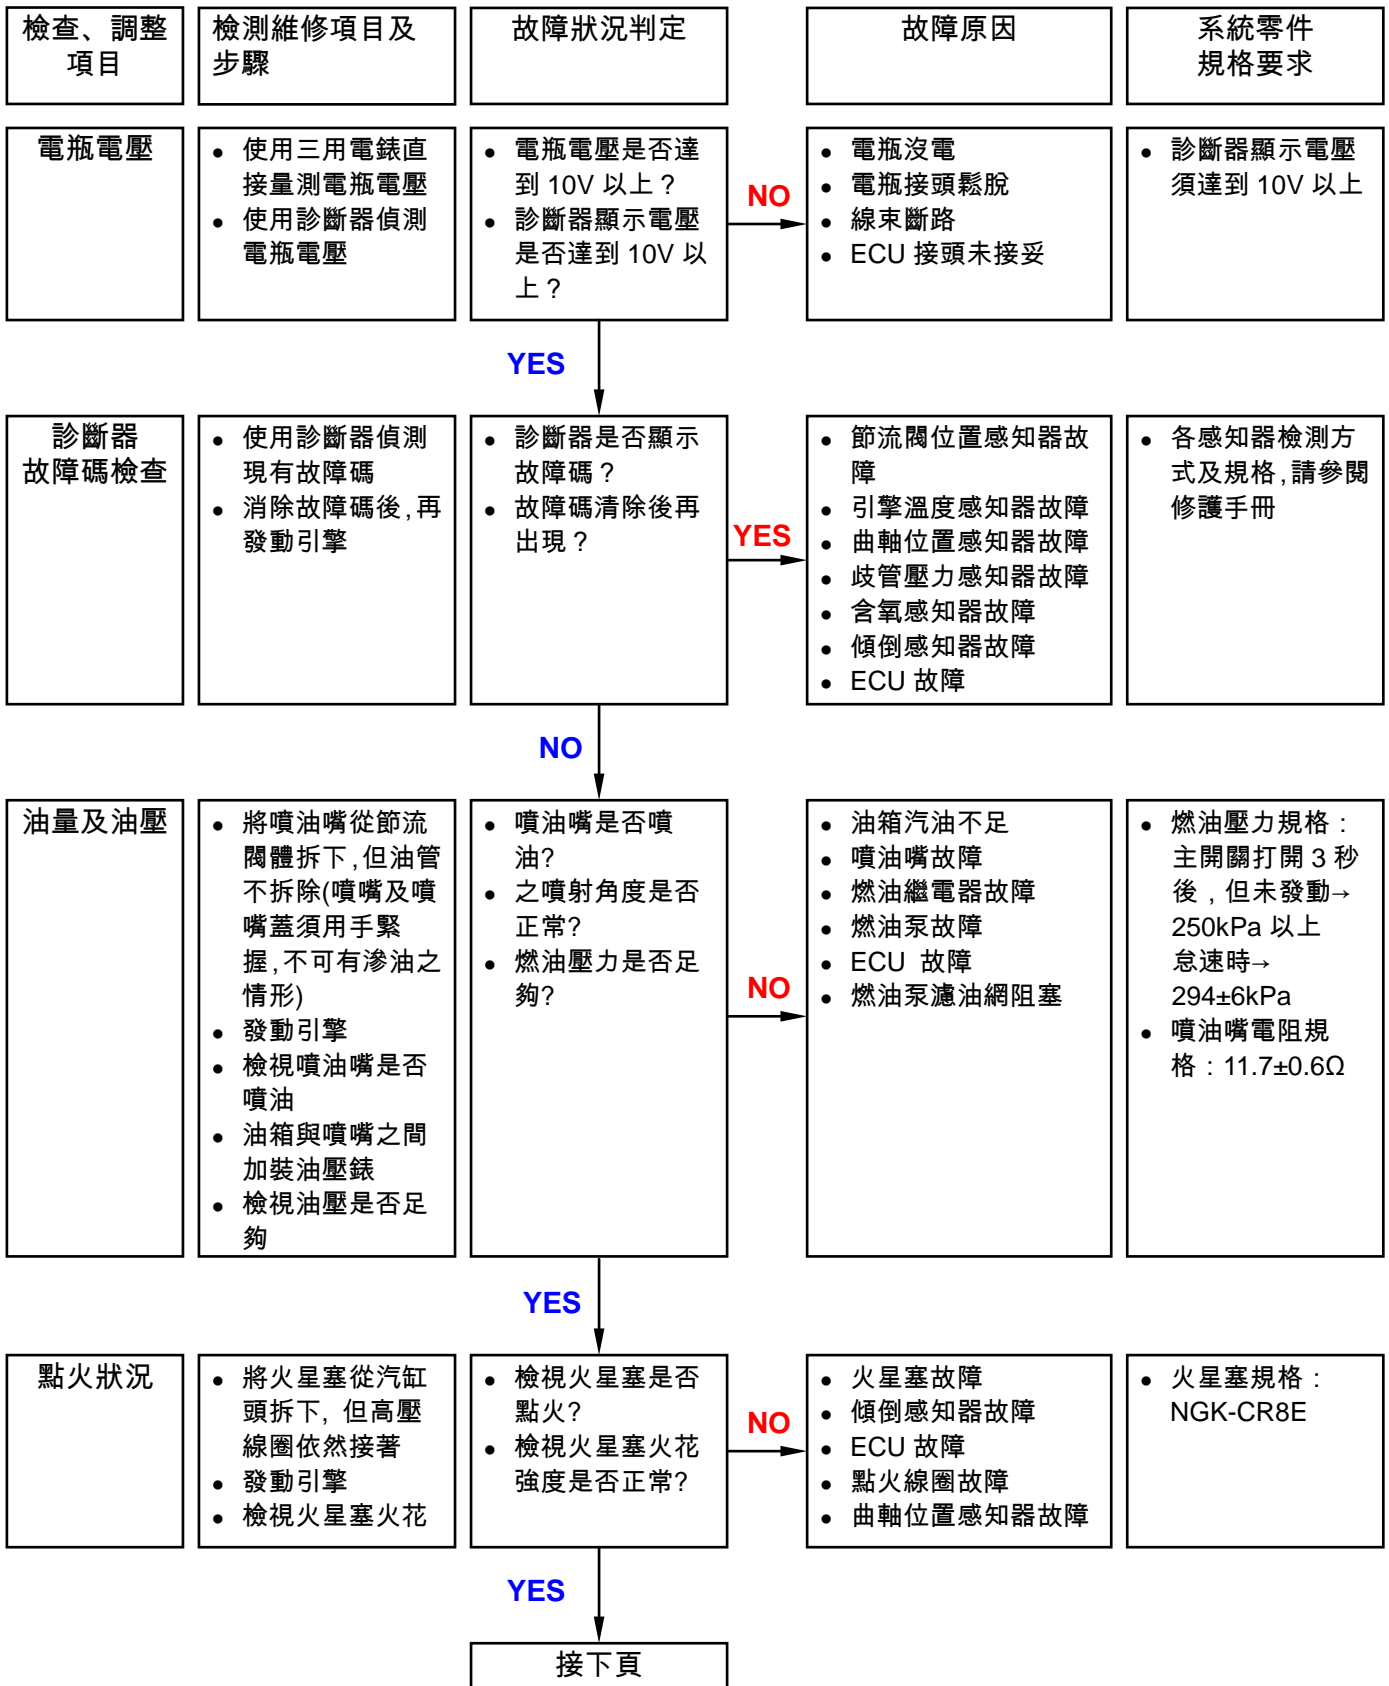 檢查、調整
項目
檢測維修項目及
步驟
故障狀況判定
故障原因
系統零件
規格要求
電瓶電壓
● 使用三用電錶直
接量測電瓶電壓
● 使用診斷器偵測
電瓶電壓
● 電瓶電壓是否達
到 10V 以上？
● 診斷器顯示電壓
是否達到 10V 以
上？
NO
● 電瓶沒電
● 電瓶接頭鬆脫
● 線束斷路
● ECU 接頭未接妥
● 診斷器顯示電壓
須達到 10V 以上
YES
診斷器
故障碼檢查
● 使用診斷器偵測
現有故障碼
● 消除故障碼後,再
發動引擎
● 診斷器是否顯示
故障碼？
● 故障碼清除後再
出現？
YES
● 節流閥位置感知器故
障
● 引擎溫度感知器故障
● 曲軸位置感知器故障
● 歧管壓力感知器故障
● 含氧感知器故障
● 傾倒感知器故障
● ECU 故障
● 各感知器檢測方
式及規格,請參閱
修護手冊
NO
油量及油壓
● 將噴油嘴從節流
閥體拆下,但油管
不拆除(噴嘴及噴
嘴蓋須用手緊
握,不可有滲油之
情形)
● 發動引擎
● 檢視噴油嘴是否
噴油
● 油箱與噴嘴之間
加裝油壓錶
● 檢視油壓是否足
夠
● 噴油嘴是否噴
油?
● 之噴射角度是否
正常?
● 燃油壓力是否足
夠?
NO
● 油箱汽油不足
● 噴油嘴故障
● 燃油繼電器故障
● 燃油泵故障
● ECU 故障
● 燃油泵濾油網阻塞
● 燃油壓力規格：
主開關打開 3 秒
後，但未發動→
250kPa 以上
怠速時→
294±6kPa
● 噴油嘴電阻規
格：11.7±0.6Ω
YES
點火狀況
● 將火星塞從汽缸
頭拆下, 但高壓
線圈依然接著
● 發動引擎
● 檢視火星塞火花
● 檢視火星塞是否
點火?
● 檢視火星塞火花
強度是否正常?
NO
● 火星塞故障
● 傾倒感知器故障
● ECU 故障
● 點火線圈故障
● 曲軸位置感知器故障
● 火星塞規格：
NGK-CR8E
YES
接下頁